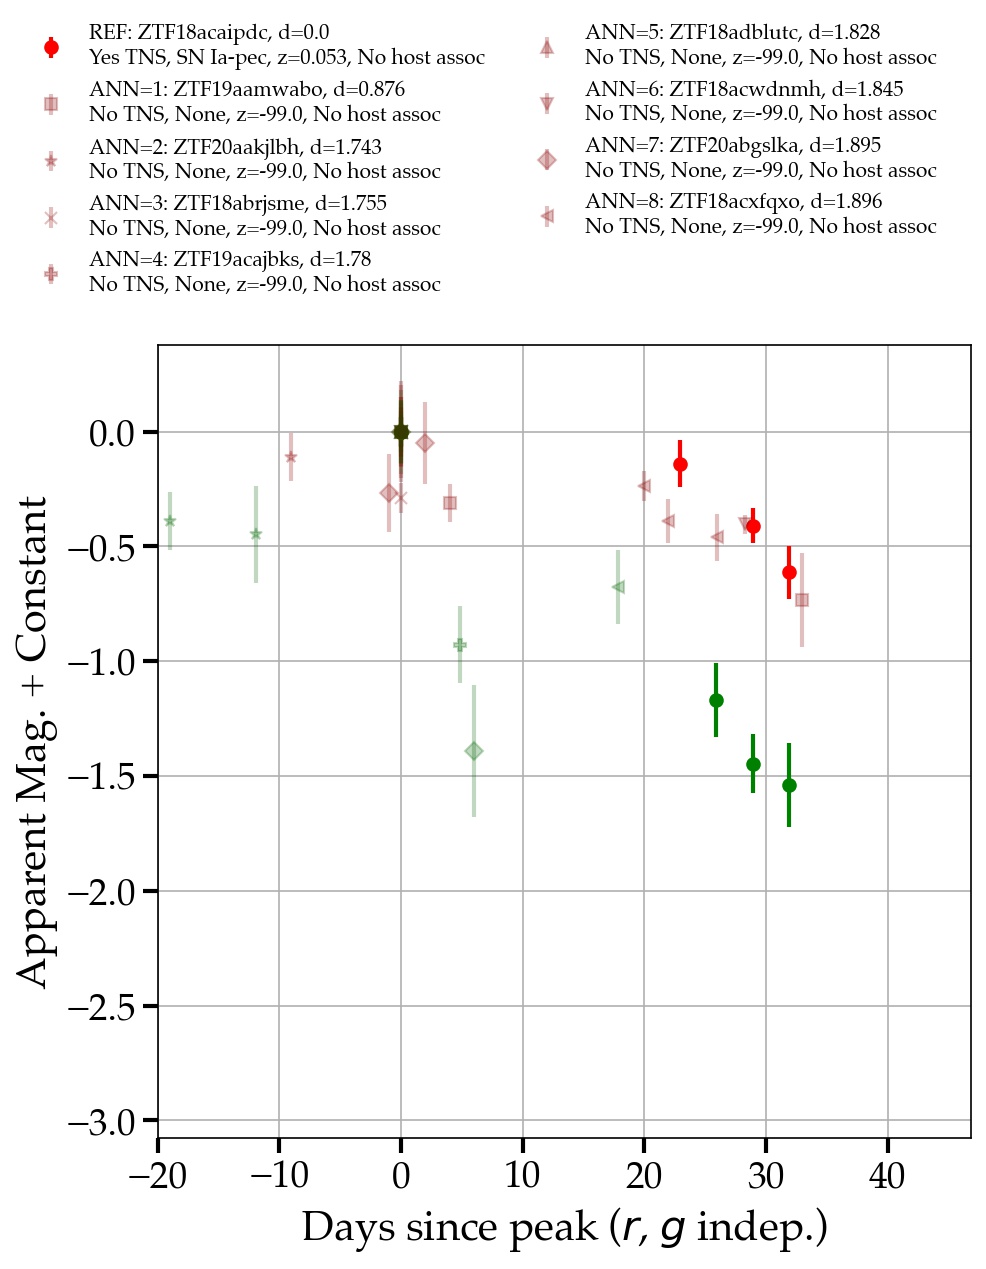 REF: ZTF18acaipdc, d=0.0
Yes TNS, SN Ia-pec, z=0.053, No host assoc
ANN=1: ZTF19aamwabo, d=0.876
No TNS, None, z=-99.0, No host assoc
ANN=2: ZTF20aakjlbh, d=1.743
No TNS, None, z=-99.0, No host assoc
ANN=3: ZTF18abrjsme, d=1.755
No TNS, None, z=-99.0, No host assoc
ANN=4: ZTF19acajbks, d=1.78
No TNS, None, z=-99.0, No host assoc
ANN=5: ZTF18adblutc, d=1.828
No TNS, None, z=-99.0, No host assoc
ANN=6: ZTF18acwdnmh, d=1.845
No TNS, None, z=-99.0, No host assoc
ANN=7: ZTF20abgslka, d=1.895
No TNS, None, z=-99.0, No host assoc
ANN=8: ZTF18acxfqxo, d=1.896
No TNS, None, z=-99.0, No host assoc
Apparent Mag. + Constant
0.0
−0.5
−1.0
−1.5
−2.0
−2.5
−3.0
−20 −10 0 10 20 30 40
Days since peak (r, g indep.)